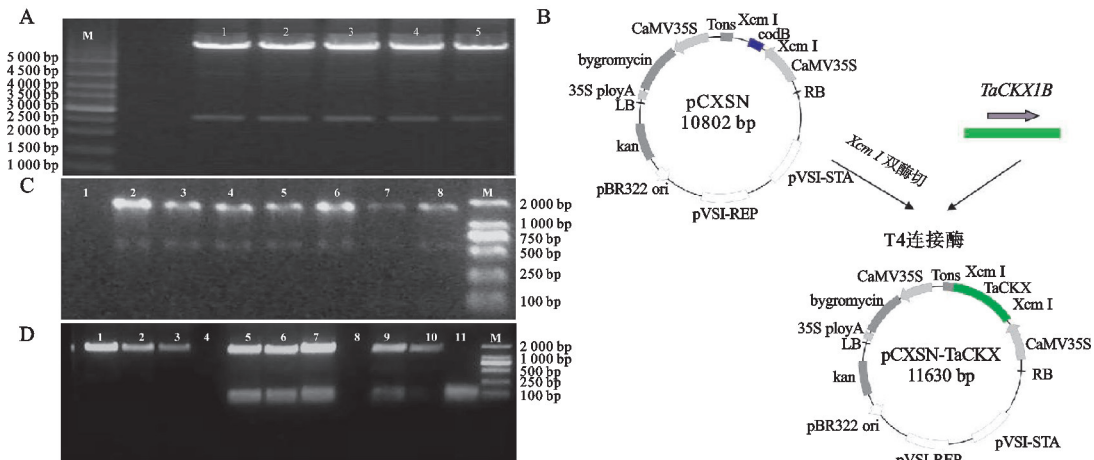 A
M
1 2 3 4 5
5 000 bp
4 500 bp
4 000 bp
3 500 bp
3 000 bp
2 500 bp
2 000 bp
1 500 bp
1 000 bp
B
CaMV35S
Tons
Xcm I
codB
Xcm I
CaMV35S
bygromycin
35S ployA
LB
RB
pCXSN
10802 bp
kan
pBR322 ori
pVSI-STA
pVSI-REP
TaCKX1B
Xcm I 双酶切
T4连接酶
CaMV35S
Tons
Xcm I
TaCKX
Xcm I
bygromycin
35S ployA
LB
CaMV35S
RB
pCXSN-TaCKX
11630 bp
kan
pBR322 ori
pVSI-STA
pVSI-REP
C
1 2 3 4 5 6 7 8 M
2 000 bp
1 000 bp
750 bp
500 bp
250 bp
100 bp
D
1 2 3 4 5 6 7 8 9 10 11 M
2 000 bp
1 000 bp
500 bp
250 bp
100 bp